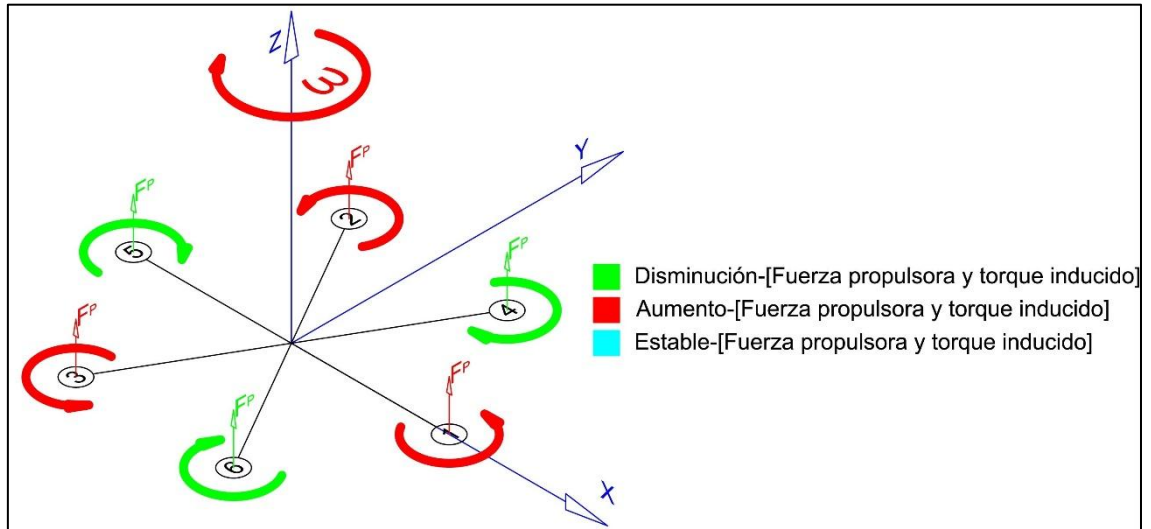 Z
ω
Y
Fᴾ
2
Fᴾ
5
Fᴾ
4
Fᴾ
3
Fᴾ
6
Fᴾ
1
X
Disminución-[Fuerza propulsora y torque inducido]
Aumento-[Fuerza propulsora y torque inducido]
Estable-[Fuerza propulsora y torque inducido]